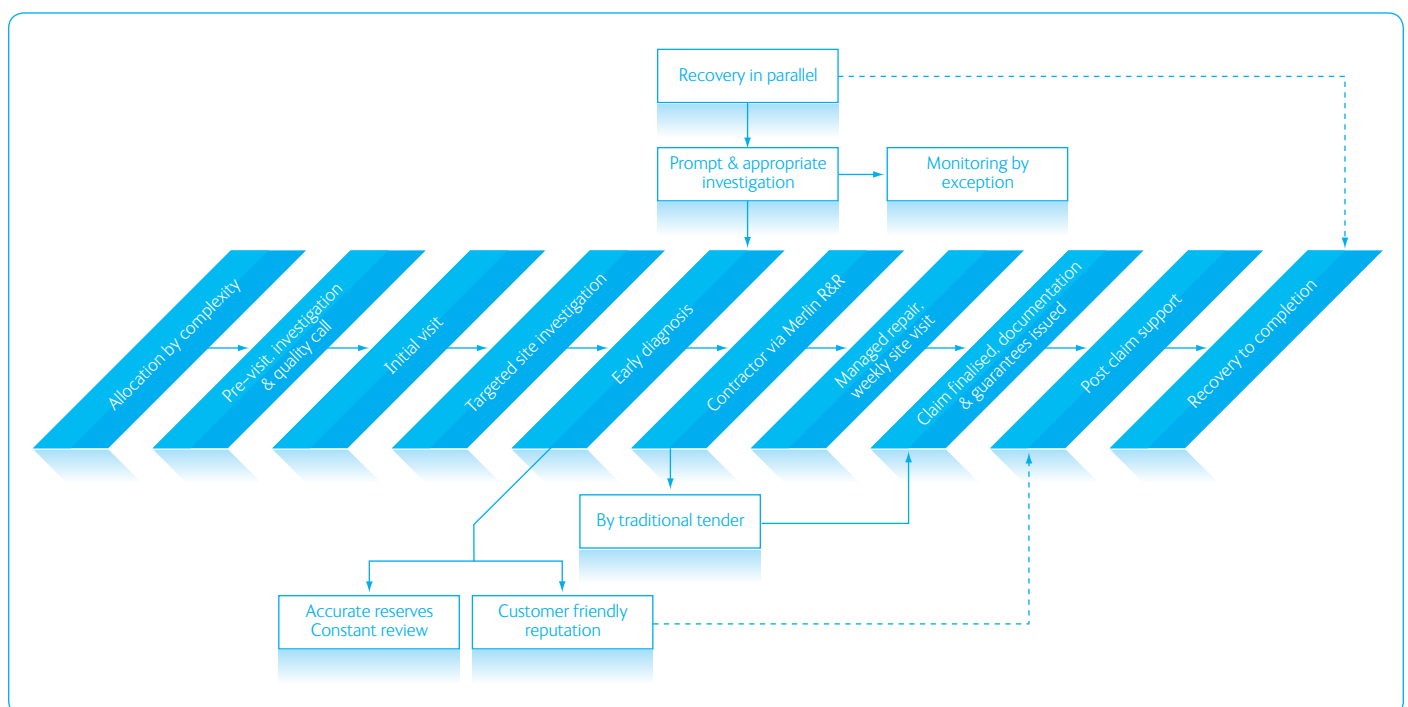 Recovery in parallel
Prompt & appropriate
investigation
Monitoring by
exception
Allocation by complexity
Pre-visit, investigation
& quality call
Initial visit
Targeted site investigation
Early diagnosis
Contractor via Merlin R&R
Managed repair,
weekly site visit
Claim finalised, documentation
& guarantees issued
Post claim support
Recovery to completion
By traditional tender
Accurate reserves
Constant review
Customer friendly
reputation